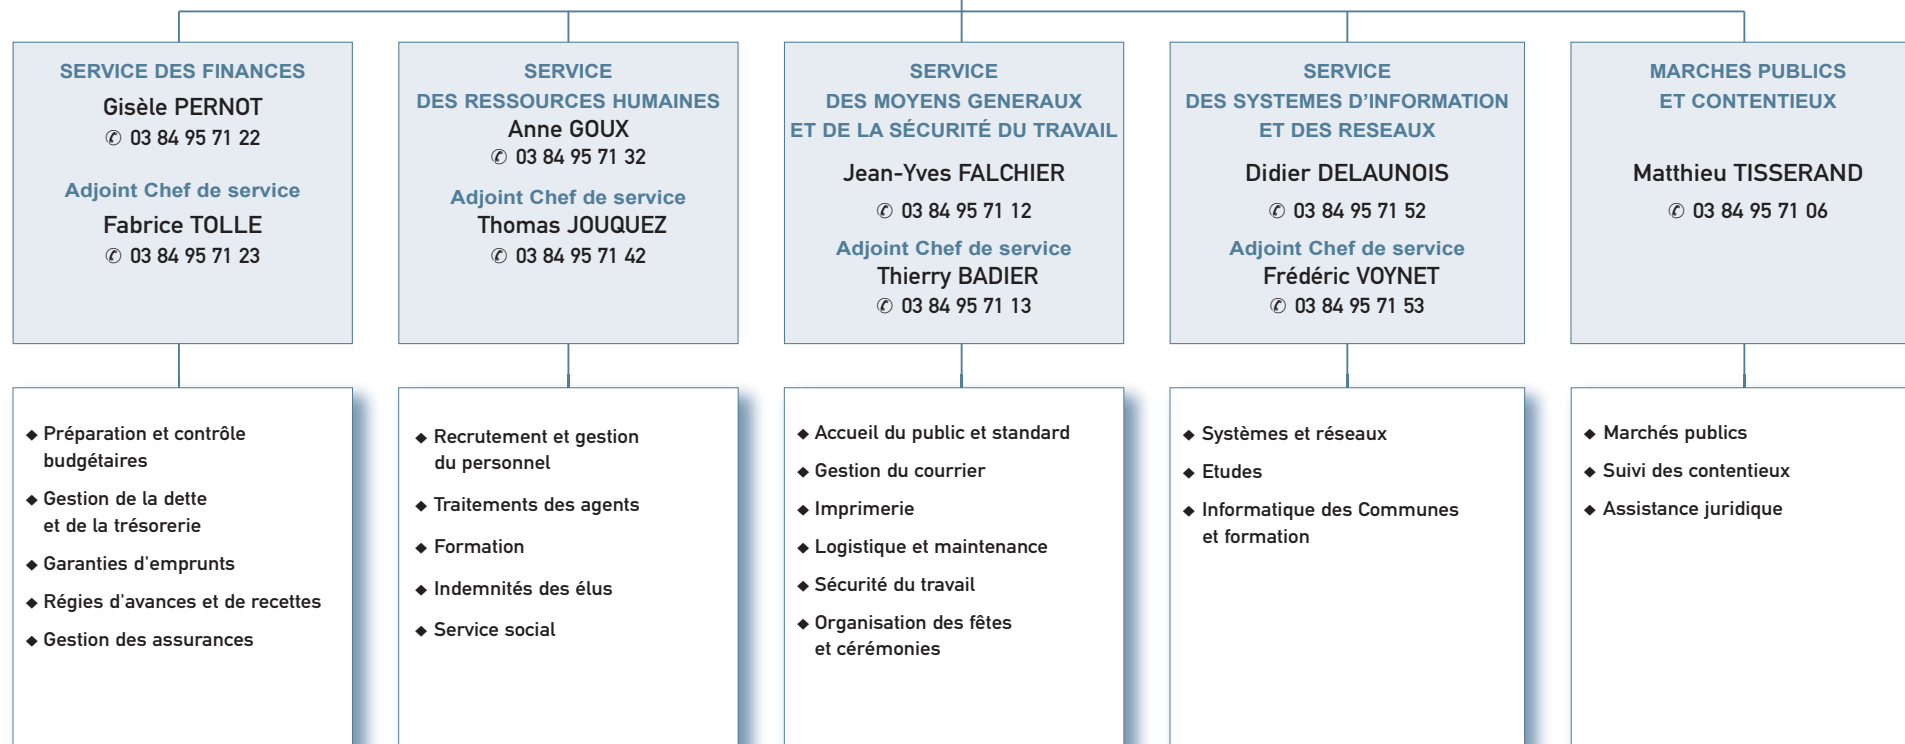 SERVICE DES FINANCES
Gisèle PERNOT
✆ 03 84 95 71 22
Adjoint Chef de service
Fabrice TOLLE
✆ 03 84 95 71 23
SERVICE
DES RESSOURCES HUMAINES
Anne GOUX
✆ 03 84 95 71 32
Adjoint Chef de service
Thomas JOUQUEZ
✆ 03 84 95 71 42
SERVICE
DES MOYENS GENERAUX
ET DE LA SÉCURITÉ DU TRAVAIL
Jean-Yves FALCHIER
✆ 03 84 95 71 12
Adjoint Chef de service
Thierry BADIER
✆ 03 84 95 71 13
SERVICE
DES SYSTEMES D'INFORMATION
ET DES RESEAUX
Didier DELAUNOIS
✆ 03 84 95 71 52
Adjoint Chef de service
Frédéric VOYNET
✆ 03 84 95 71 53
MARCHES PUBLICS
ET CONTENTIEUX
Matthieu TISSERAND
✆ 03 84 95 71 06
◆ Préparation et contrôle
budgétaires
◆ Gestion de la dette
et de la trésorerie
◆ Garanties d'emprunts
◆ Régies d'avances et de recettes
◆ Gestion des assurances
◆ Recrutement et gestion
du personnel
◆ Traitements des agents
◆ Formation
◆ Indemnités des élus
◆ Service social
◆ Accueil du public et standard
◆ Gestion du courrier
◆ Imprimerie
◆ Logistique et maintenance
◆ Sécurité du travail
◆ Organisation des fêtes
et cérémonies
◆ Systèmes et réseaux
◆ Etudes
◆ Informatique des Communes
et formation
◆ Marchés publics
◆ Suivi des contentieux
◆ Assistance juridique